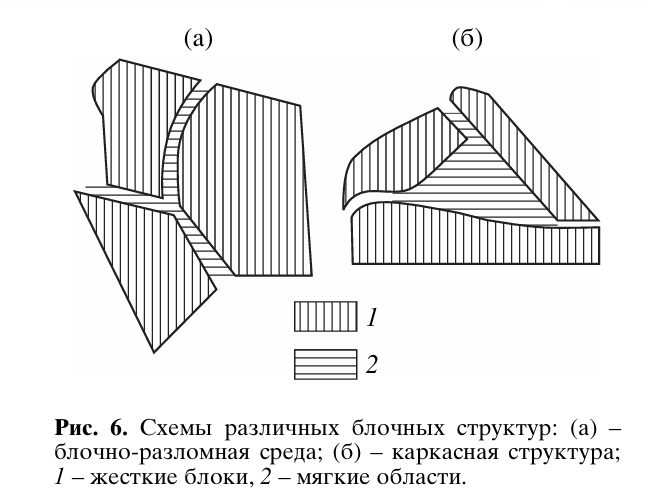 (а) (б)
1
2
Рис. 6. Схемы различных блочных структур: (а) –
блочно-разломная среда; (б) – каркасная структура;
1 – жесткие блоки, 2 – мягкие области.